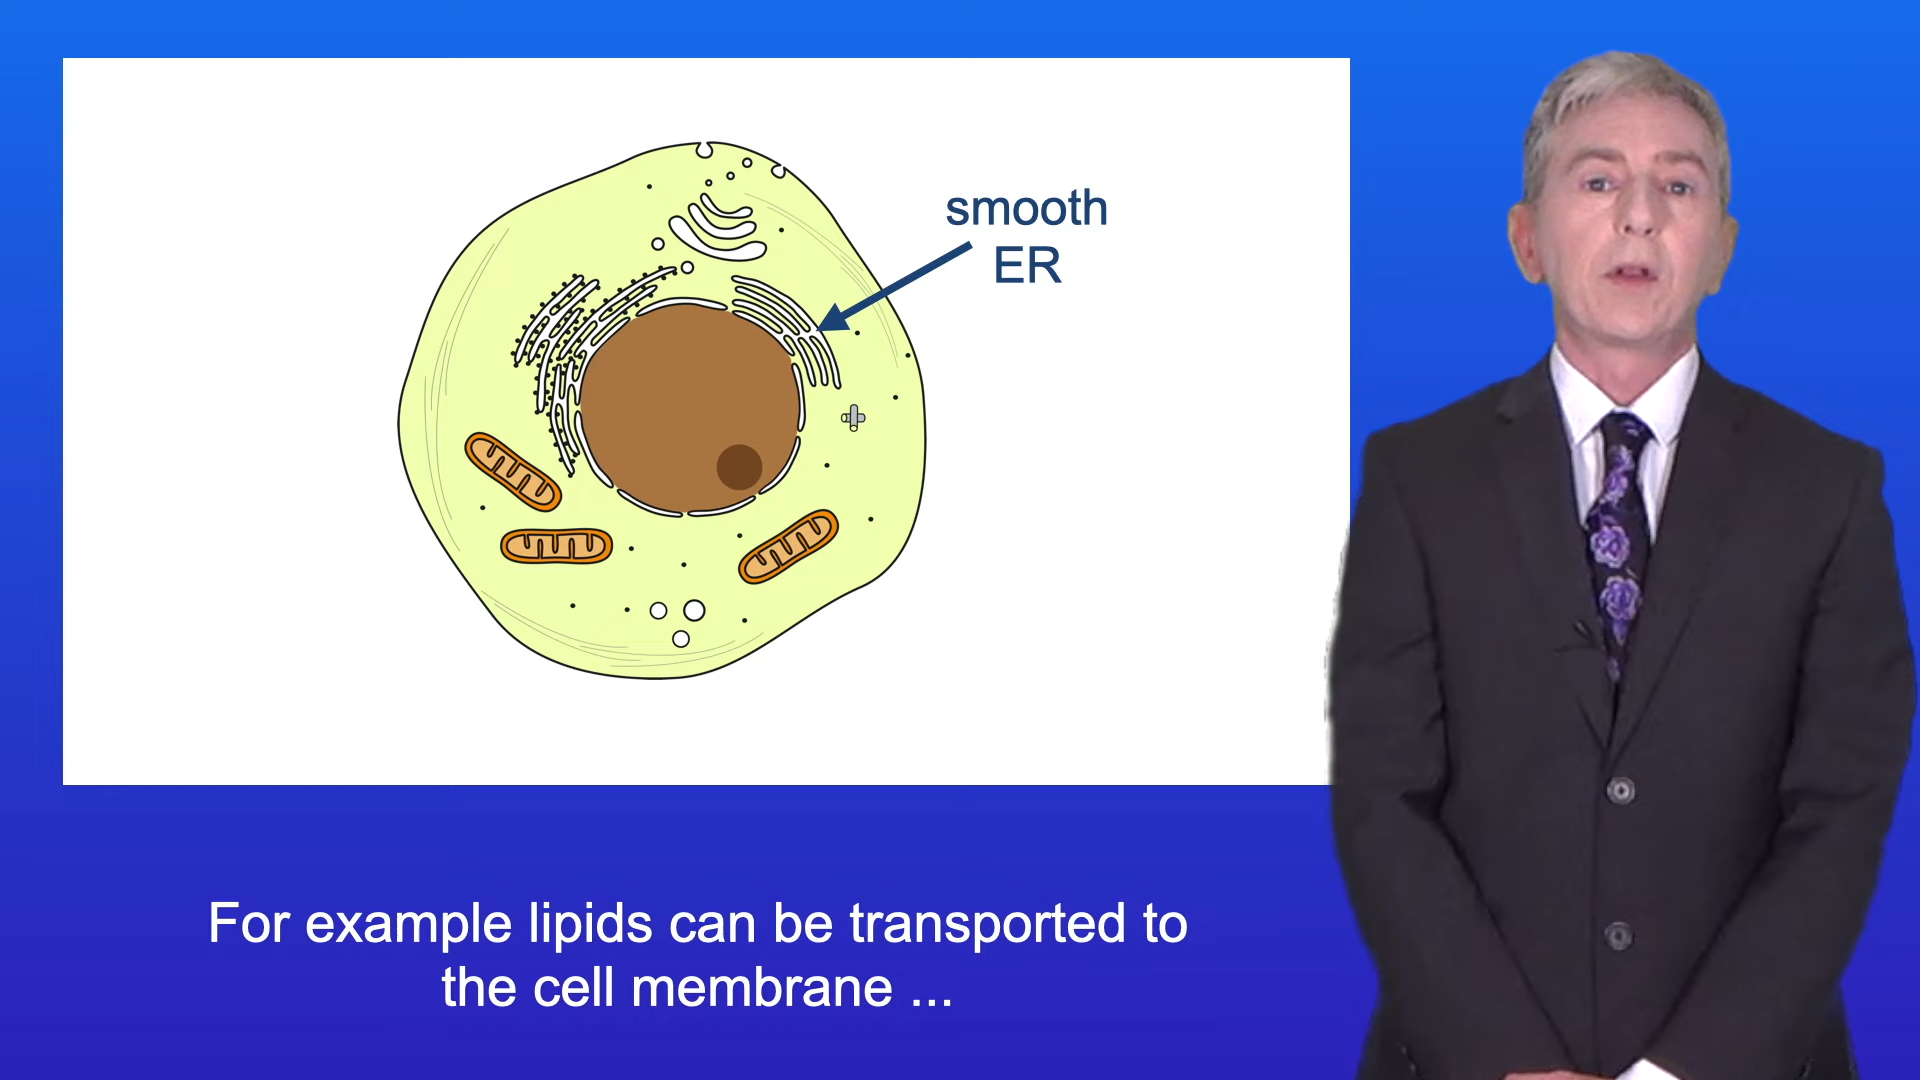 smooth
ER
For example lipids can be transported to
the cell membrane ...